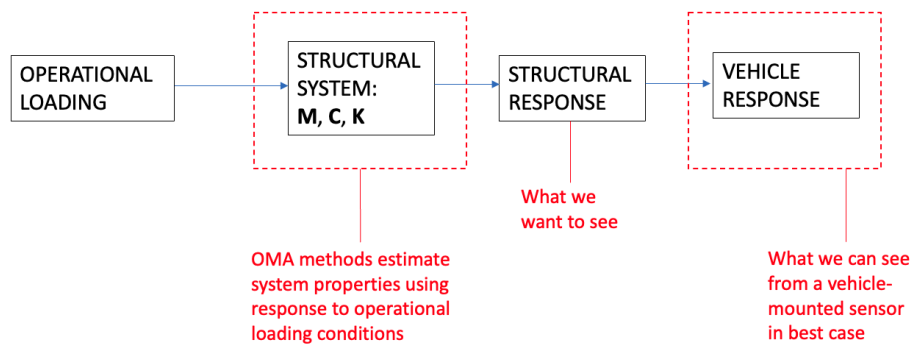 OPERATIONAL
LOADING
STRUCTURAL
SYSTEM:
M, C, K
STRUCTURAL
RESPONSE
VEHICLE
RESPONSE
What we
want to see
OMA methods estimate
system properties using
response to operational
loading conditions
What we can see
from a vehicle-
mounted sensor
in best case